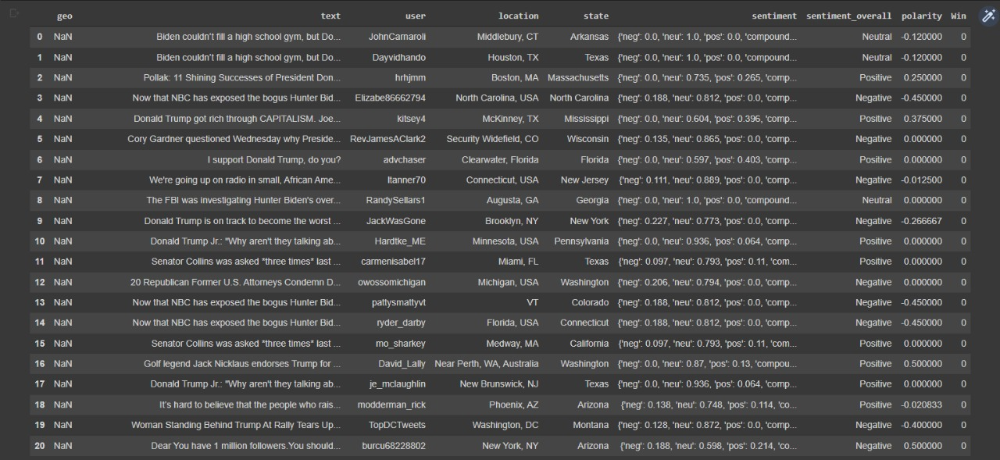 geo text user location state sentiment sentiment_overall polarity Win
0 NaN Biden couldn't fill a high school gym, but Do... JohnCamaroli Middlebury, CT Arkansas {'neg': 0.0, 'neu': 1.0, 'pos': 0.0, 'compound... Neutral -0.120000 0
1 NaN Biden couldn't fill a high school gym, but Do... Dayvidhando Houston, TX Texas {'neg': 0.0, 'neu': 1.0, 'pos': 0.0, 'compound... Neutral -0.120000 0
2 NaN Pollak: 11 Shining Successes of President Don... hrhjmm Boston, MA Massachusetts {'neg': 0.0, 'neu': 0.735, 'pos': 0.265, 'comp... Positive 0.250000 0
3 NaN Now that NBC has exposed the bogus Hunter Bid... Elizabe86662794 North Carolina, USA North Carolina {'neg': 0.188, 'neu': 0.812, 'pos': 0.0, 'comp... Negative -0.450000 0
4 NaN Donald Trump got rich through CAPITALISM. Joe... kitsey4 McKinney, TX Mississippi {'neg': 0.0, 'neu': 0.604, 'pos': 0.396, 'comp... Positive 0.375000 0
5 NaN Cory Gardner questioned Wednesday why Preside... RevJamesAClark2 Security Widefield, CO Wisconsin {'neg': 0.135, 'neu': 0.865, 'pos': 0.0, 'comp... Negative 0.000000 0
6 NaN I support Donald Trump, do you? advchaser Clearwater, Florida Florida {'neg': 0.0, 'neu': 0.597, 'pos': 0.403, 'comp... Positive 0.000000 0
7 NaN We're going up on radio in small, African Ame... ltanner70 Connecticut, USA New Jersey {'neg': 0.111, 'neu': 0.889, 'pos': 0.0, 'comp... Negative -0.012500 0
8 NaN The FBI was investigating Hunter Biden's over... RandySellars1 Augusta, GA Georgia {'neg': 0.0, 'neu': 1.0, 'pos': 0.0, 'compound... Neutral 0.000000 0
9 NaN Donald Trump is on track to become the worst ... JackWasGone Brooklyn, NY New York {'neg': 0.227, 'neu': 0.773, 'pos': 0.0, 'comp... Negative -0.266667 0
10 NaN Donald Trump Jr.: "Why aren't they talking ab... Hardtke_ME Minnesota, USA Pennsylvania {'neg': 0.0, 'neu': 0.936, 'pos': 0.064, 'comp... Positive 0.000000 0
11 NaN Senator Collins was asked *three times* last ... carmenisabel17 Miami, FL Texas {'neg': 0.097, 'neu': 0.793, 'pos': 0.11, 'com... Positive 0.000000 0
12 NaN 20 Republican Former U.S. Attorneys Condemn D... owossomichigan Michigan, USA Washington {'neg': 0.206, 'neu': 0.794, 'pos': 0.0, 'comp... Negative 0.000000 0
13 NaN Now that NBC has exposed the bogus Hunter Bid... pattysmattyvt VT Colorado {'neg': 0.188, 'neu': 0.812, 'pos': 0.0, 'comp... Negative -0.450000 0
14 NaN Now that NBC has exposed the bogus Hunter Bid... ryder_darby Florida, USA Connecticut {'neg': 0.188, 'neu': 0.812, 'pos': 0.0, 'comp... Negative -0.450000 0
15 NaN Senator Collins was asked *three times* last ... mo_sharkey Medway, MA California {'neg': 0.097, 'neu': 0.793, 'pos': 0.11, 'com... Positive 0.000000 0
16 NaN Golf legend Jack Nicklaus endorses Trump for ... David_Lally Near Perth, WA, Australia Washington {'neg': 0.0, 'neu': 0.87, 'pos': 0.13, 'compou... Positive 0.500000 0
17 NaN Donald Trump Jr.: "Why aren't they talking ab... je_mclaughlin New Brunswick, NJ Texas {'neg': 0.0, 'neu': 0.936, 'pos': 0.064, 'comp... Positive 0.000000 0
18 NaN It's hard to believe that the people who rais... modderman_rick Phoenix, AZ Arizona {'neg': 0.138, 'neu': 0.748, 'pos': 0.114, 'co... Positive -0.020833 0
19 NaN Woman Standing Behind Trump At Rally Tears Up... TopDCTweets Washington, DC Montana {'neg': 0.128, 'neu': 0.872, 'pos': 0.0, 'comp... Negative -0.400000 0
20 NaN Dear You have 1 million followers.You should... burcu68228802 New York, NY Arizona {'neg': 0.188, 'neu': 0.598, 'pos': 0.214, 'co... Negative 0.500000 0